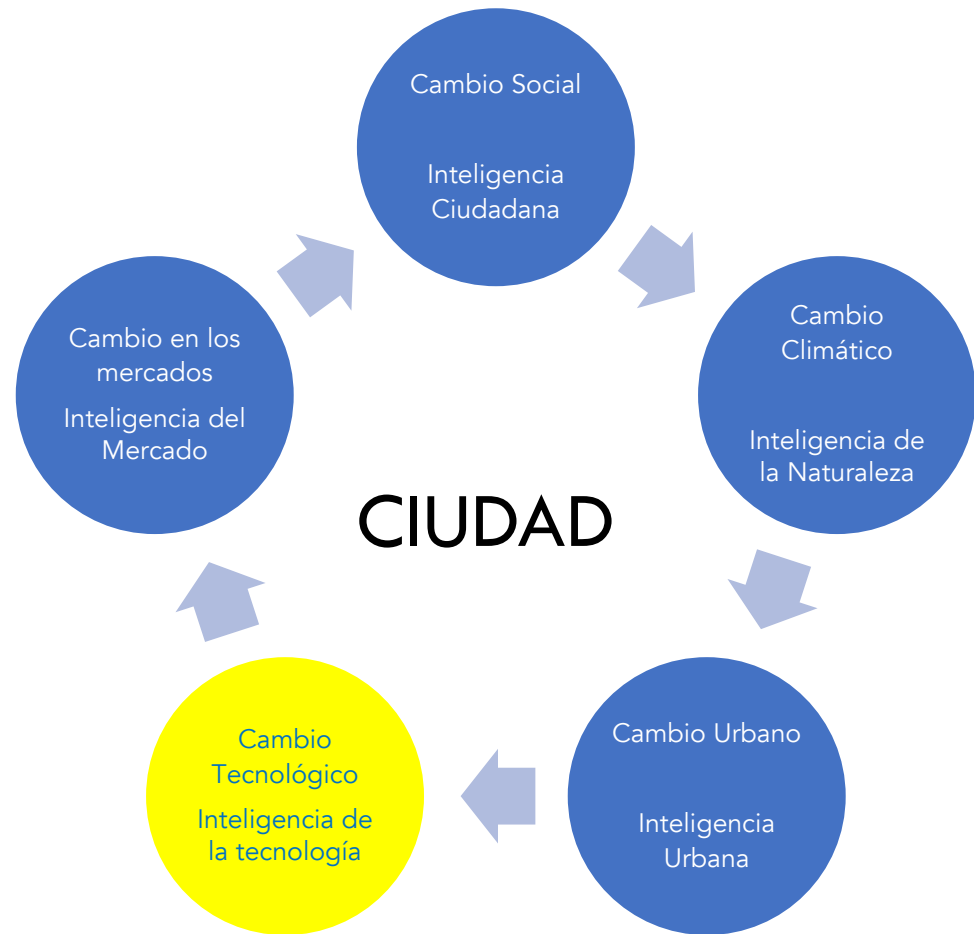 Cambio Social
Inteligencia
Ciudadana
Cambio
Climático
Inteligencia de
la Naturaleza
Cambio Urbano
Inteligencia
Urbana
Cambio
Tecnológico
Inteligencia de
la tecnología
Cambio en los
mercados
Inteligencia del
Mercado
CIUDAD